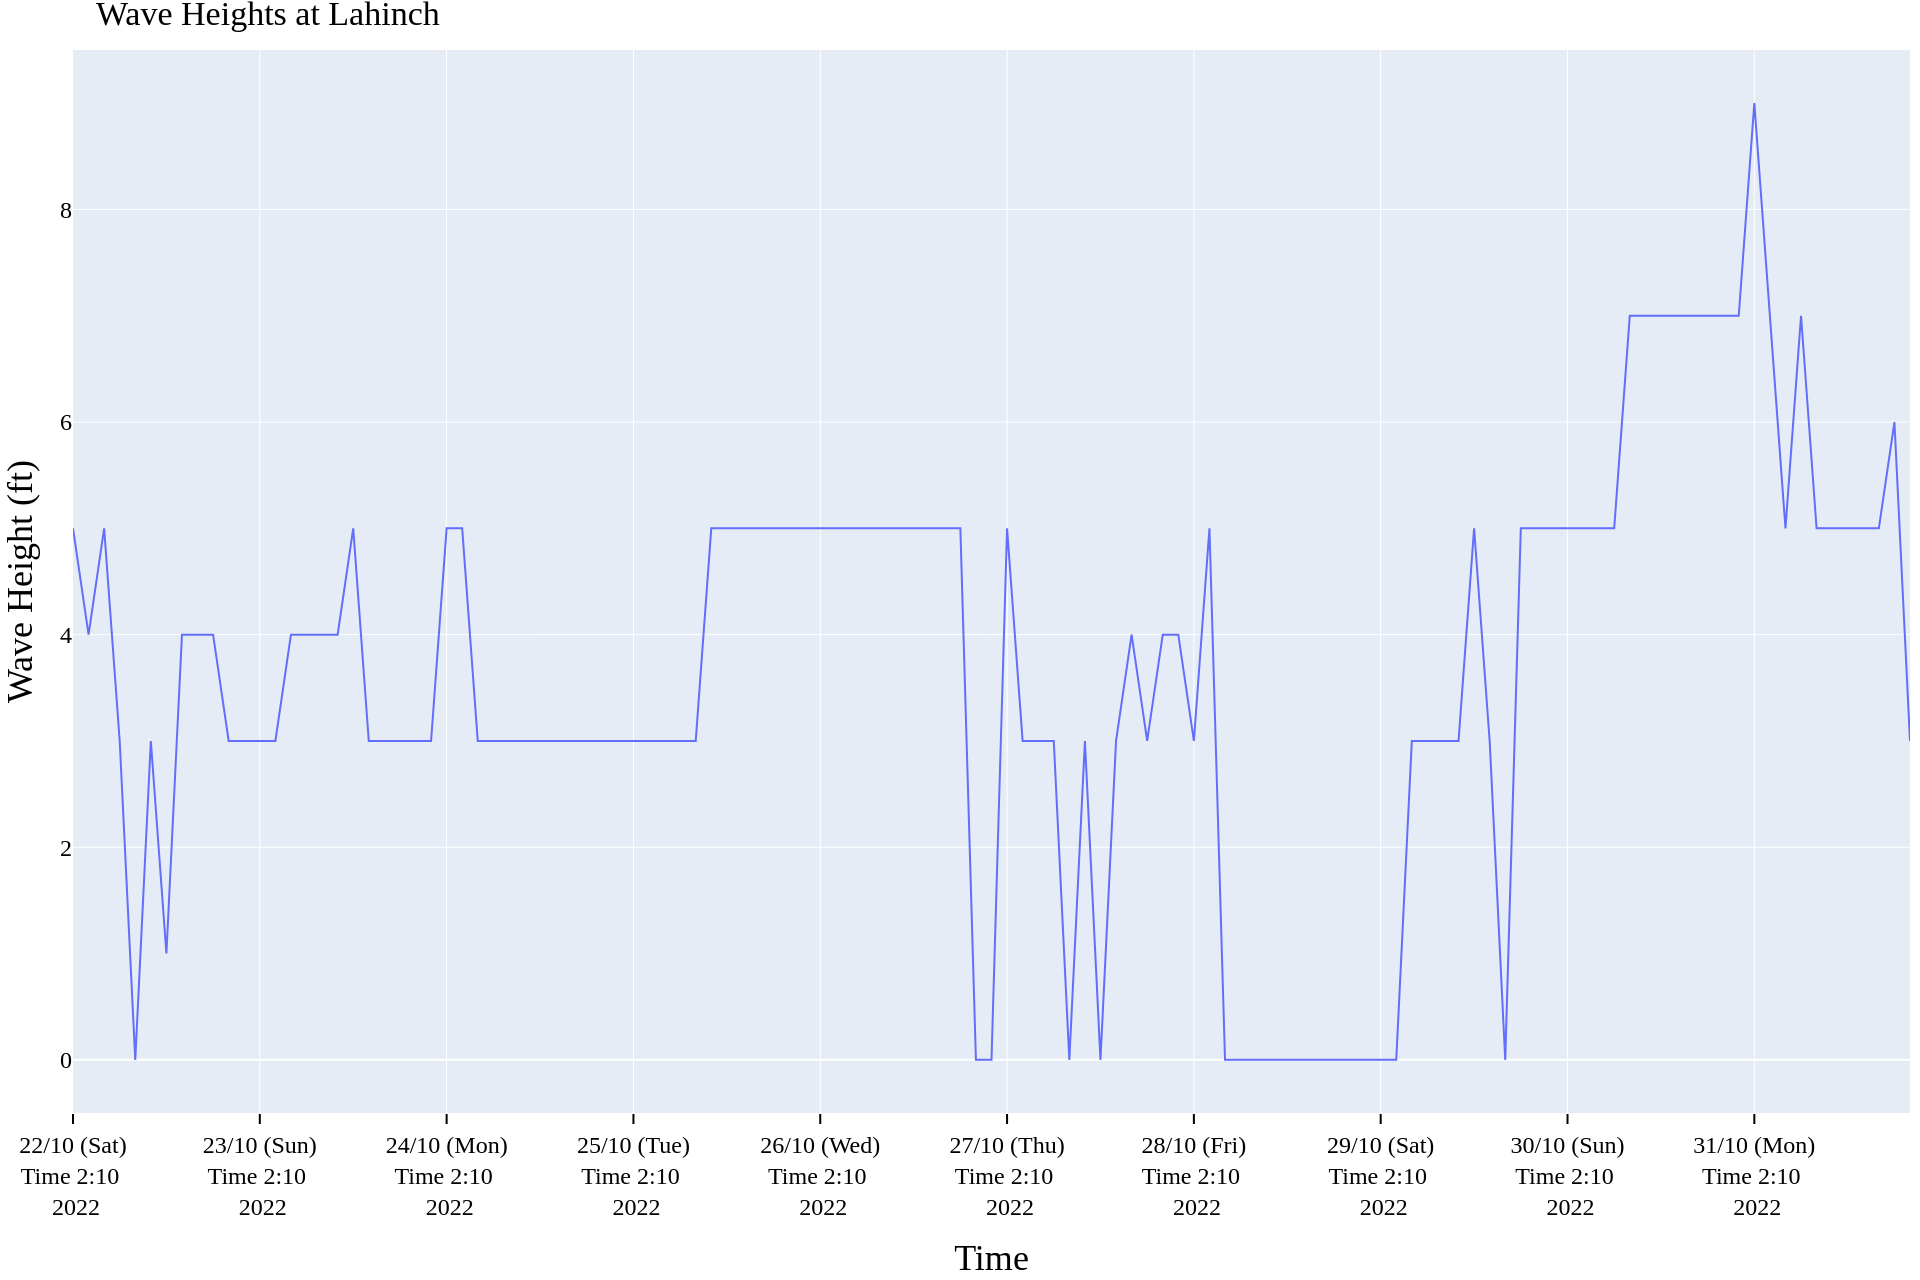 Wave Heights at Lahinch
Wave Height (ft)
8
6
4
2
0
22/10 (Sat) 23/10 (Sun) 24/10 (Mon) 25/10 (Tue) 26/10 (Wed) 27/10 (Thu) 28/10 (Fri) 29/10 (Sat) 30/10 (Sun) 31/10 (Mon)
Time 2:10 Time 2:10 Time 2:10 Time 2:10 Time 2:10 Time 2:10 Time 2:10 Time 2:10 Time 2:10 Time 2:10
2022 2022 2022 2022 2022 2022 2022 2022 2022 2022
Time